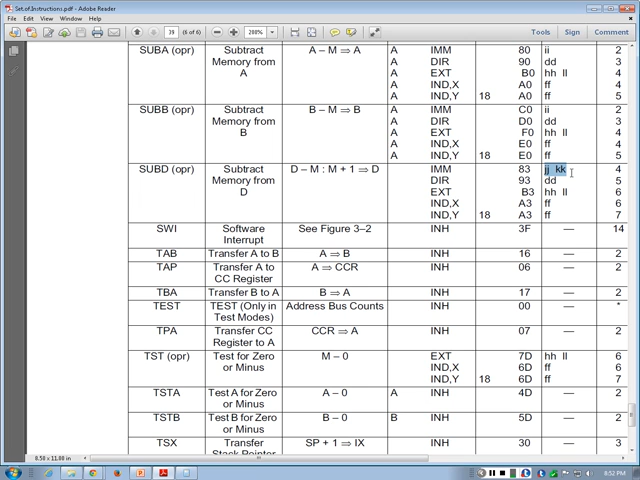 Set.of.Instructions.pdf - Adobe Reader
File Edit View Window Help
39 (6 of 6) 200%
Tools Sign Comment
SUBA (opr) Subtract Memory from A A – M ⇒ A A IMM 80 ii 2
A DIR 90 dd 3
A EXT B0 hh ll 4
A IND,X A0 ff 4
A IND,Y 18 A0 ff 5
SUBB (opr) Subtract Memory from B B – M ⇒ B A IMM C0 ii 2
A DIR D0 dd 3
A EXT F0 hh ll 4
A IND,X E0 ff 4
A IND,Y 18 E0 ff 5
SUBD (opr) Subtract Memory from D D – M : M + 1 ⇒ D IMM 83 jj kk 4
DIR 93 dd 5
EXT B3 hh ll 6
IND,X A3 ff 6
IND,Y 18 A3 ff 7
SWI Software Interrupt See Figure 3–2 INH 3F — 14
TAB Transfer A to B A ⇒ B INH 16 — 2
TAP Transfer A to CC Register A ⇒ CCR INH 06 — 2
TBA Transfer B to A B ⇒ A INH 17 — 2
TEST TEST (Only in Test Modes) Address Bus Counts INH 00 — *
TPA Transfer CC Register to A CCR ⇒ A INH 07 — 2
TST (opr) Test for Zero or Minus M – 0 EXT 7D hh ll 6
IND,X 6D ff 6
IND,Y 18 6D ff 7
TSTA Test A for Zero or Minus A – 0 A INH 4D — 2
TSTB Test B for Zero or Minus B – 0 B INH 5D — 2
TSX Transfer Stack Pointer SP + 1 ⇒ IX INH 30 — 3
8.50 x 11.00 in
8:52 PM